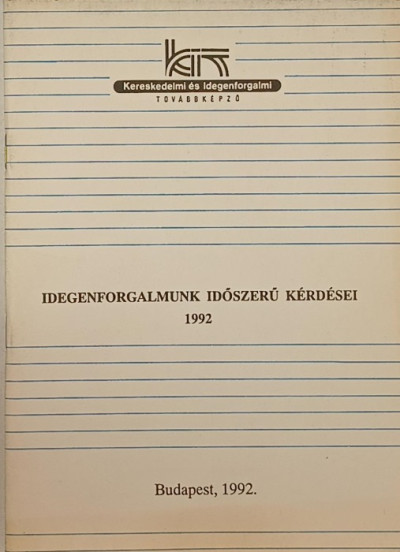 KIT
Kereskedelmi és Idegenforgalmi
TOVÁBBKÉPZŐ
IDEGENFORGALMUNK IDŐSZERŰ KÉRDÉSEI
1992
Budapest, 1992.